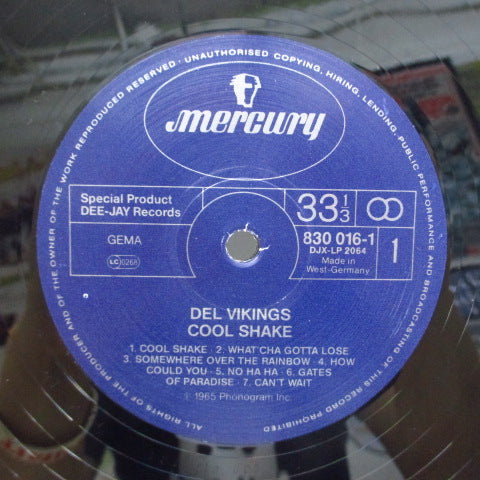 ALL RIGHTS OF THE PRODUCER AND OF THE OWNER OF THE WORK REPRODUCED RESERVED · UNAUTHORISED COPYING, HIRING, LENDING, PUBLIC PERFORMANCE AND BROADCASTING OF THIS RECORD PROHIBITED
mercury
Special Product
DEE-JAY Records
GEMA
LC 0268
33 1/3
830 016-1
DJX-LP 2064
Made in
West-Germany
1
DEL VIKINGS
COOL SHAKE
1. COOL SHAKE · 2. WHAT'CHA GOTTA LOSE
3. SOMEWHERE OVER THE RAINBOW · 4. HOW
COULD YOU · 5. NO HA HA · 6. GATES
OF PARADISE · 7. CAN'T WAIT
℗ 1965 Phonogram Inc.